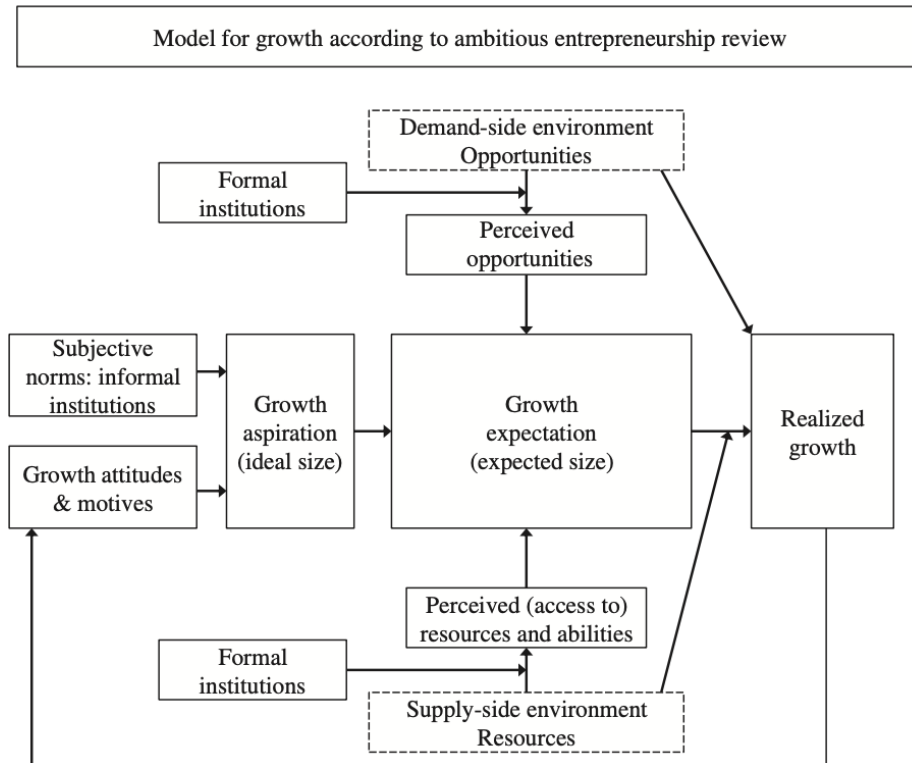 Model for growth according to ambitious entrepreneurship review
Demand-side environment
Opportunities
Formal
institutions
Perceived
opportunities
Subjective
norms: informal
institutions
Growth attitudes
& motives
Growth
aspiration
(ideal size)
Growth
expectation
(expected size)
Realized
growth
Perceived (access to)
resources and abilities
Formal
institutions
Supply-side environment
Resources